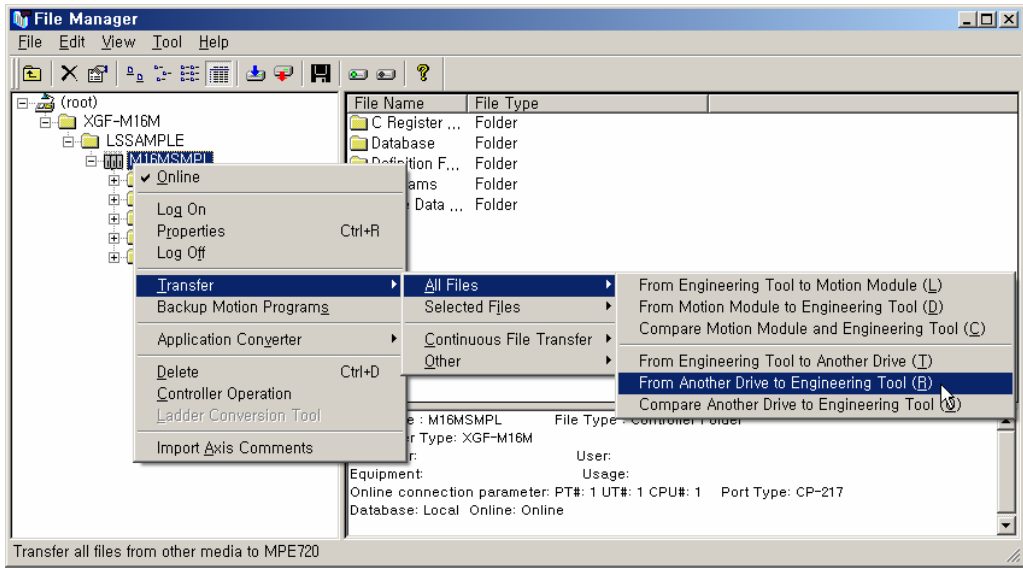 File Manager
File Edit View Tool Help
(root)
XGF-M16M
LSSAMPLE
M16MSMPL
File Name File Type
C Register ... Folder
Database Folder
Definition F... Folder
ams Folder
Data ... Folder
Online
Log On
Properties Ctrl+R
Log Off
Transfer
Backup Motion Programs
Application Converter
Delete Ctrl+D
Controller Operation
Ladder Conversion Tool
Import Axis Comments
All Files
Selected Files
Continuous File Transfer
Other
From Engineering Tool to Motion Module (L)
From Motion Module to Engineering Tool (D)
Compare Motion Module and Engineering Tool (C)
From Engineering Tool to Another Drive (T)
From Another Drive to Engineering Tool (R)
Compare Another Drive to Engineering Tool (V)
e : M16MSMPL File Type : Controller Folder
r Type: XGF-M16M
r: User:
Equipment: Usage:
Online connection parameter: PT#: 1 UT#: 1 CPU#: 1 Port Type: CP-217
Database: Local Online: Online
Transfer all files from other media to MPE720